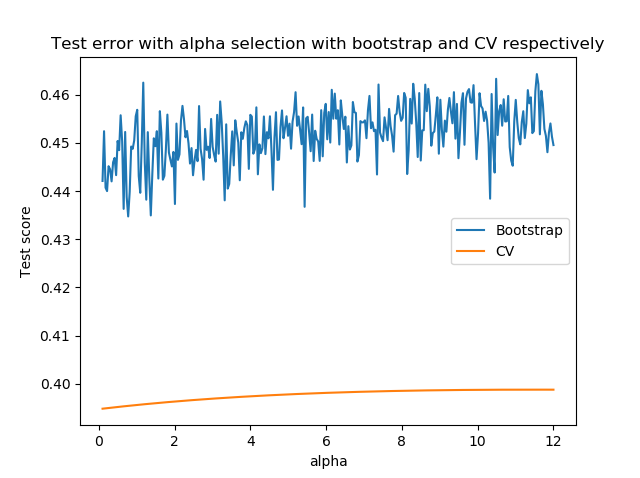 Test error with alpha selection with bootstrap and CV respectively
0.46
0.45
0.44
0.43
0.42
0.41
0.40
Test score
Bootstrap
CV
0 2 4 6 8 10 12
alpha